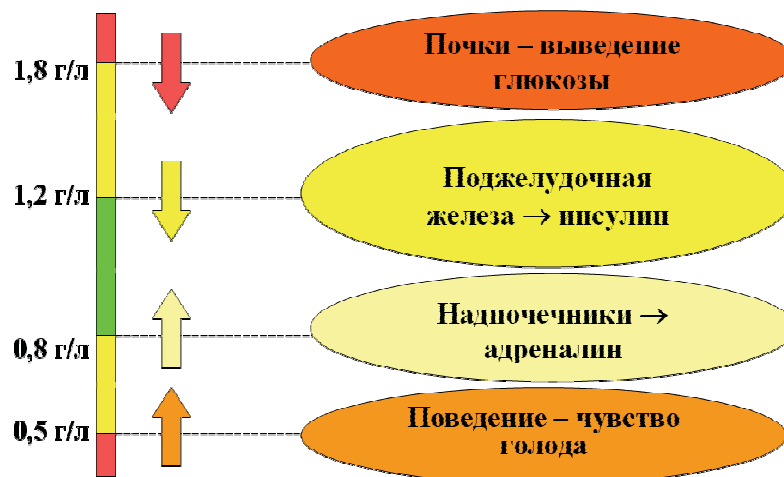 1,8 г/л
Почки – выведение
глюкозы
1,2 г/л
Поджелудочная
железа → инсулин
0,8 г/л
Надпочечники →
адреналин
0,5 г/л
Поведение – чувство
голода